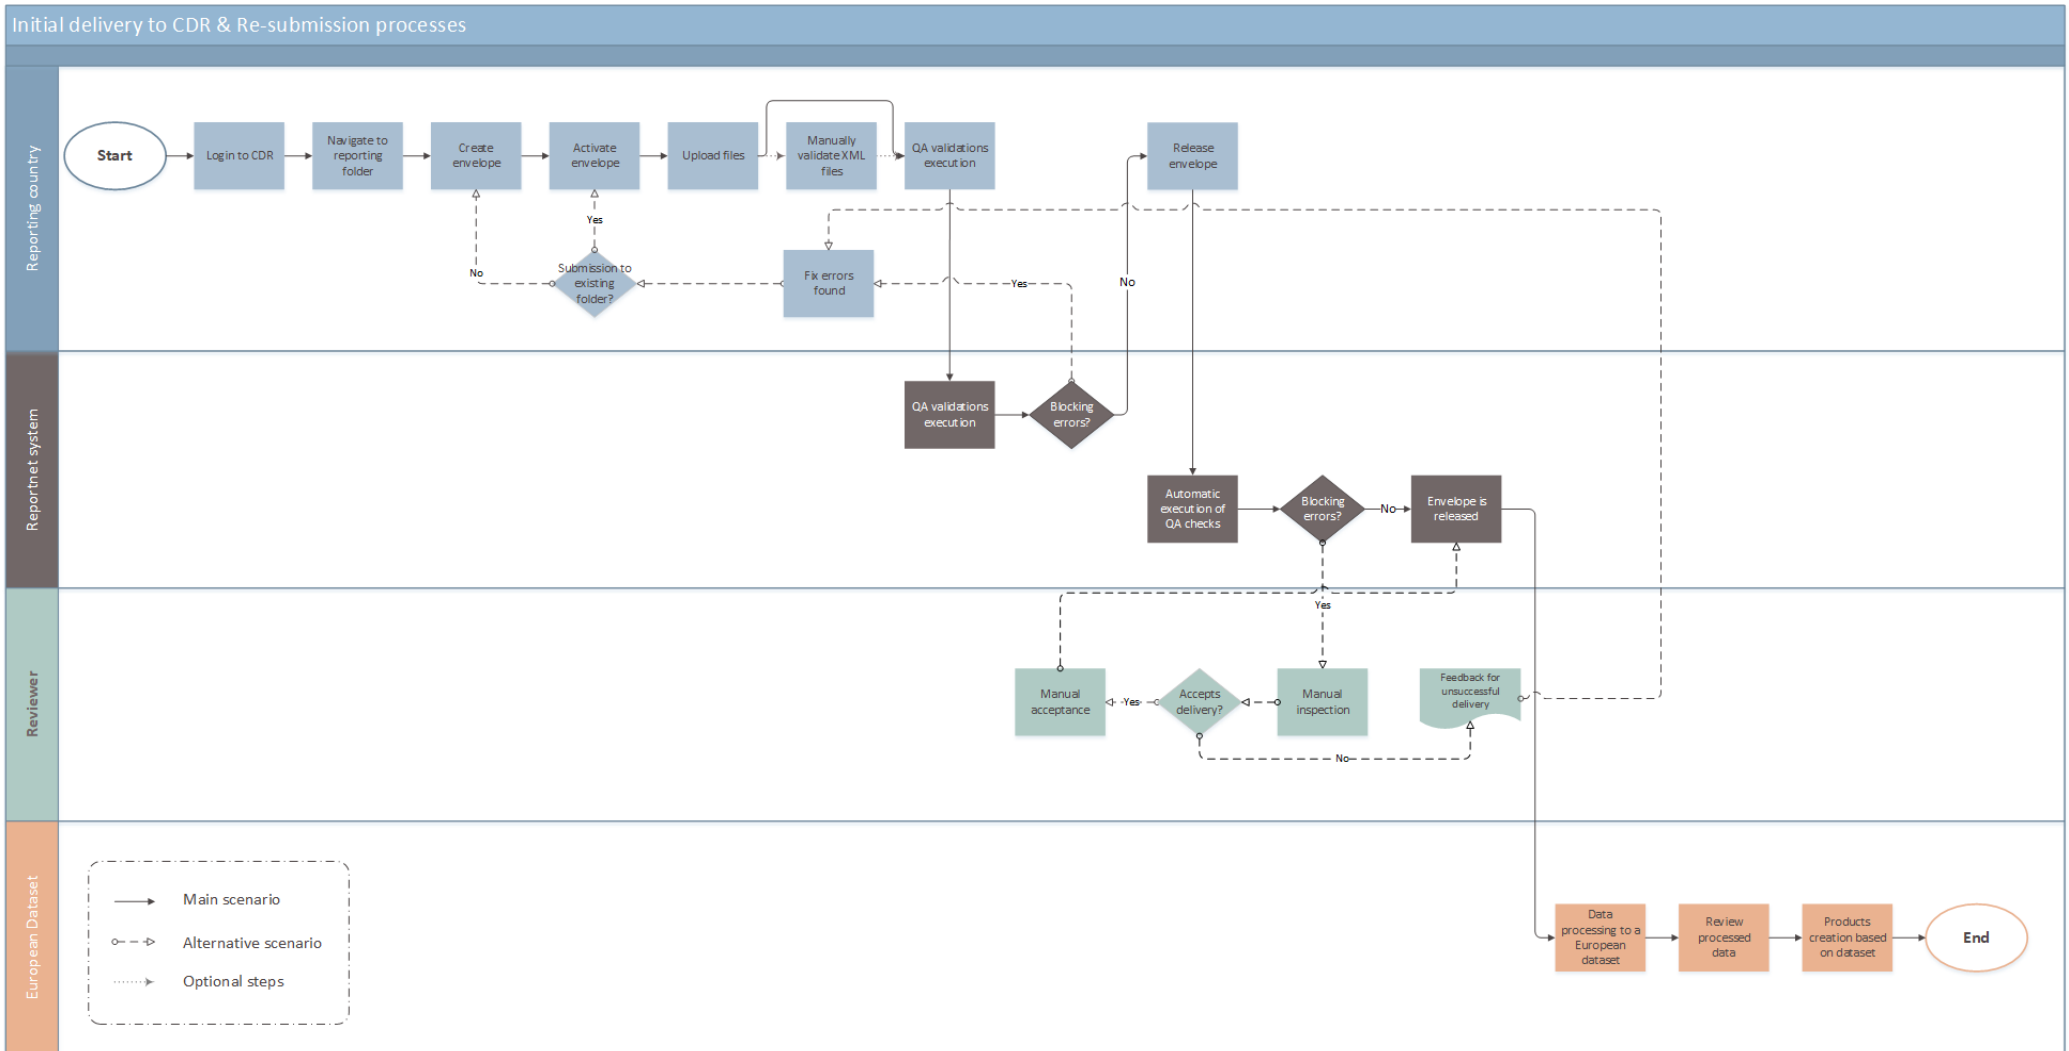 Initial delivery to CDR & Re-submission processes
Reporting country
Start
Login to CDR
Navigate to
reporting
folder
Create
envelope
Activate
envelope
Upload files
Manually
validate XML
files
QA validations
execution
Release
envelope
Yes
No
Submission to
existing
folder?
Fix errors
found
Yes
No
Reportnet system
QA validations
execution
Blocking
errors?
Automatic
execution of
QA checks
Blocking
errors?
No
Envelope is
released
Reviewer
Yes
Manual
acceptance
Yes
Accepts
delivery?
Manual
inspection
Feedback for
unsuccessful
delivery
No
European Dataset
Main scenario
Alternative scenario
Optional steps
Data
processing to a
European
dataset
Review
processed
data
Products
creation based
on dataset
End